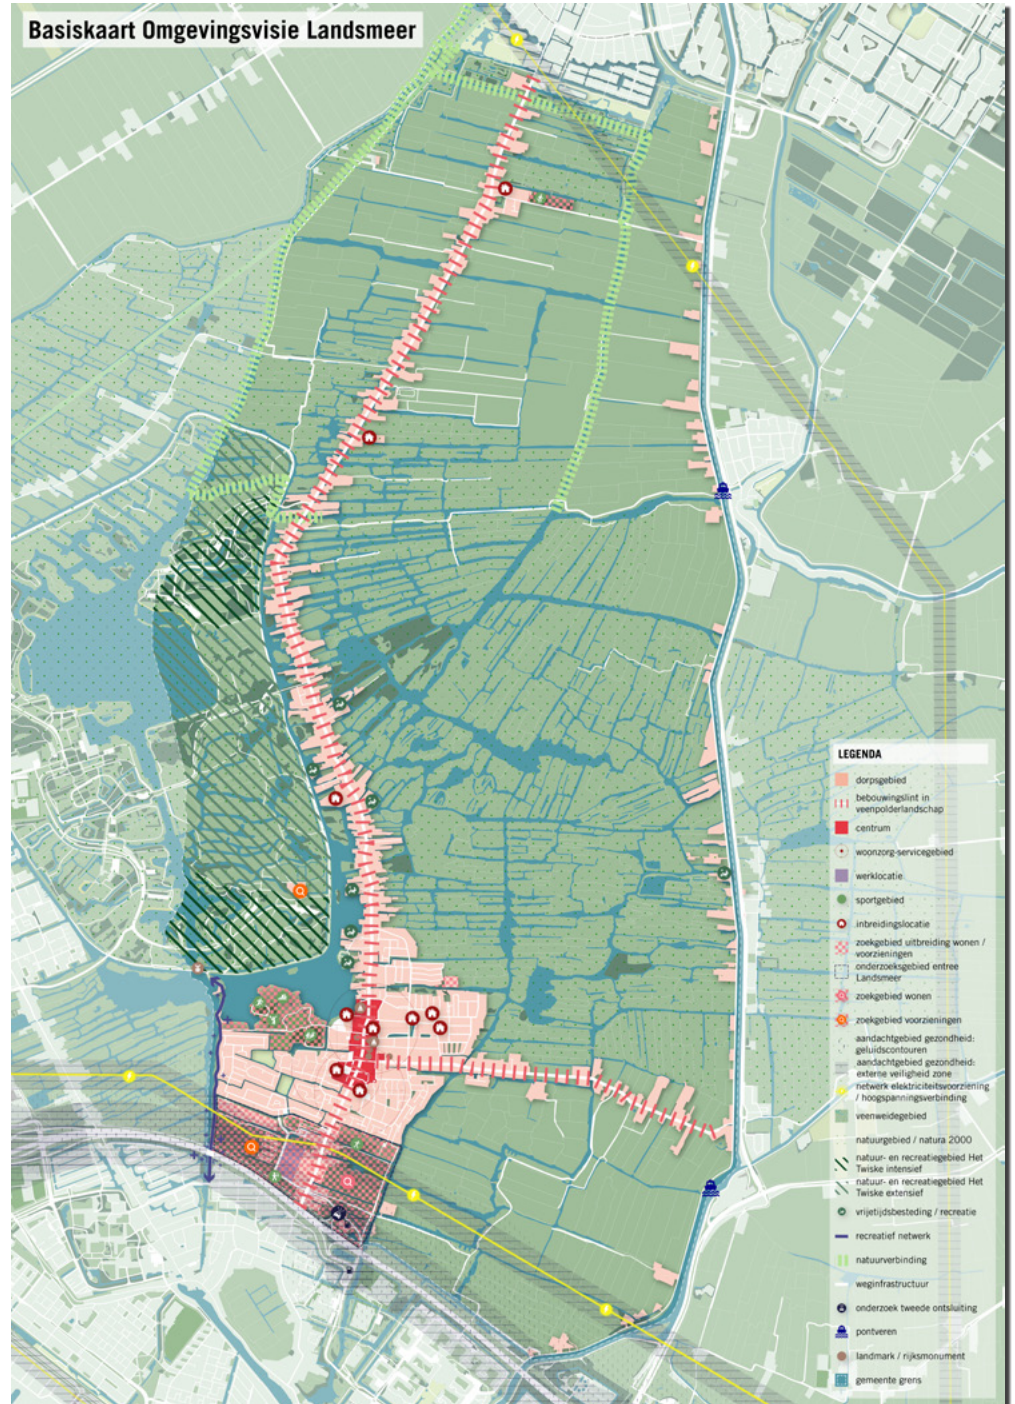 Basiskaart Omgevingsvisie Landsmeer
LEGENDA
dorpsgebied
bebouwingslint in
veenpolderlandschap
centrum
woonzorg-servicegebied
werklocatie
sportgebied
inbreidingslocatie
zoekgebied uitbreiding wonen /
voorzieningen
onderzoeksgebied entree
Landsmeer
zoekgebied wonen
zoekgebied voorzieningen
aandachtgebied gezondheid:
geluidscontouren
aandachtgebied gezondheid:
externe veiligheid zone
netwerk elektriciteitsvoorziening
/ hoogspanningsverbinding
veenweidegebied
natuurgebied / natura 2000
natuur- en recreatiegebied Het
Twiske intensief
natuur- en recreatiegebied Het
Twiske extensief
vrijetijdsbesteding / recreatie
recreatief netwerk
natuurverbinding
weginfrastructuur
onderzoek tweede ontsluiting
pontveren
landmark / rijksmonument
gemeente grens